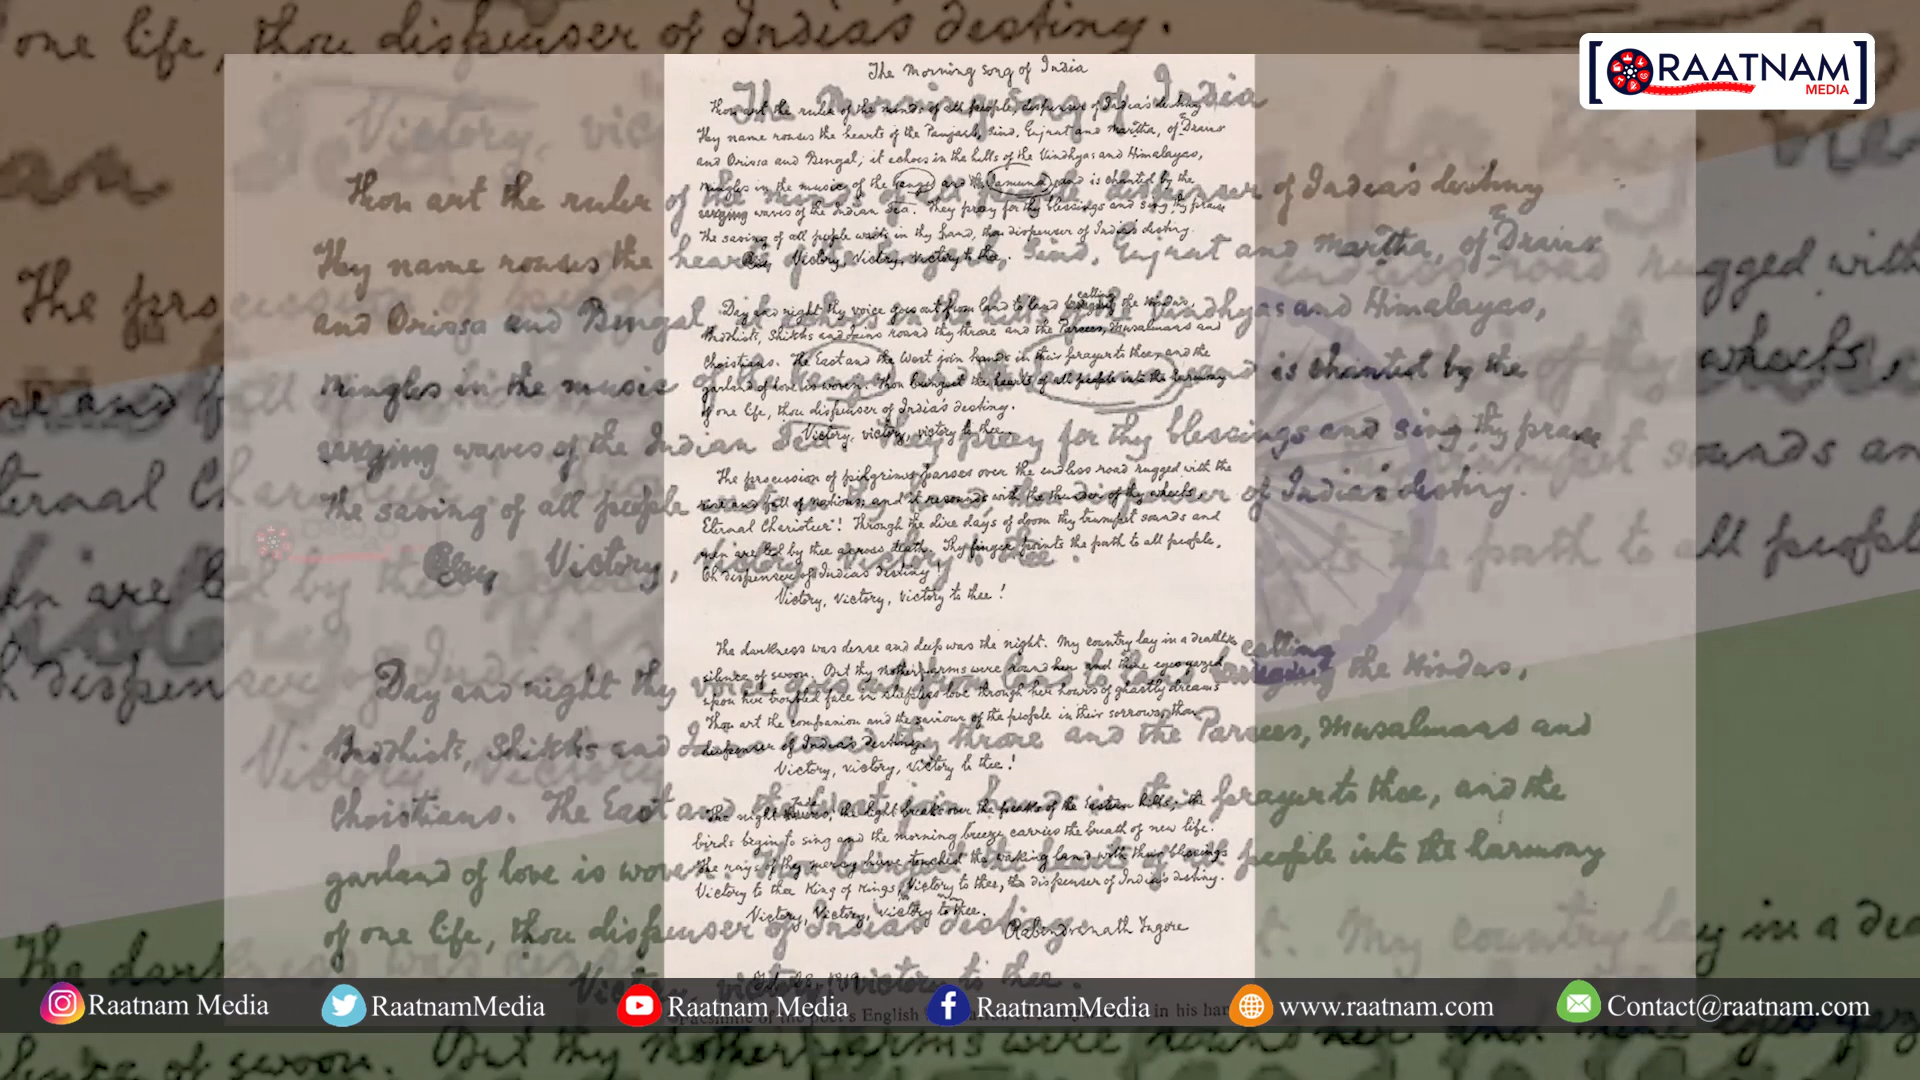 RAATNAM
MEDIA
The Morning song of India
Thou art the ruler of the minds of all people, dispenser of India's destiny
Thy name rouses the hearts of the Panjab, Sind, Gujrat and Martha, of Dravid
and Orissa and Bengal; it echoes in the hills of the Vindhyas and Himalayas,
mingles in the music of the Ganges and the Jamuna, and is chanted by the
surging waves of the Indian Sea. They pray for thy blessings and sing thy praise
The saving of all people waits in thy hand, thou dispenser of India's destiny.
Victory, Victory, victory to thee.
Day and night thy voice goes out from land to land calling the Hindus,
Buddhists, Shikhs and Jains round thy throne and the Parsees, Musalmans and
Christians. The East and the West join hands in their prayer to thee, and the
garland of love is woven. Thou bringest the hearts of all people into the harmony
of one life, thou dispenser of India's destiny.
Victory, victory, victory to thee.
The procession of pilgrims passes over the endless road rugged with the
rise and fall of nations; and it resounds with the thunder of thy wheels,
Eternal Charioteer! Through the dire days of doom thy trumpet sounds and
men are led by thee across death. Thy finger points the path to all people,
Oh dispenser of India's destiny!
Victory, victory, victory to thee!
The darkness was dense and deep was the night. My country lay in a deathlike
silence of swoon. But thy mother arms were round her and thine eyes gazed
upon her troubled face in sleepless love through her hours of ghastly dreams
Thou art the companion and the saviour of the people in their sorrows, thou
dispenser of India's destiny.
Victory, victory, victory to thee!
The night fades, the light breaks over the peaks of the Eastern hills, the
birds begin to sing and the morning breeze carries the breath of new life.
The rays of thy mercy have touched the waking land with their blessings
Victory to thee King of Kings, Victory to thee, dispenser of India's destiny.
Victory, Victory, victory to thee.
Rabindranath Tagore
Raatnam Media
RaatnamMedia
Raatnam Media
RaatnamMedia
www.raatnam.com
Contact@raatnam.com